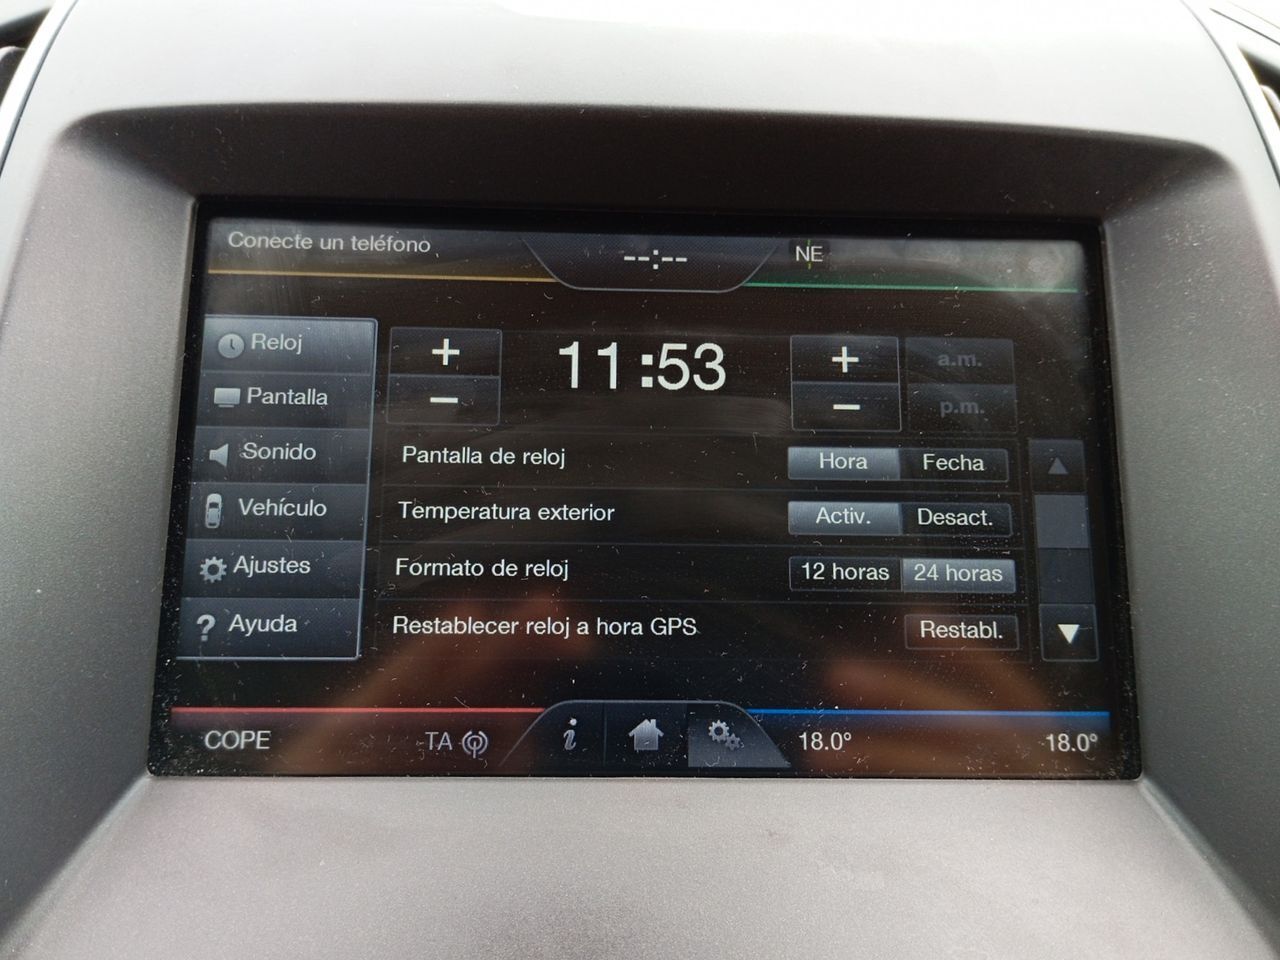 Conecte un teléfono
--:--
NE
Reloj
+
11:53
+
a.m.
Pantalla
−
−
p.m.
Sonido
Pantalla de reloj
Hora
Fecha
Vehículo
Temperatura exterior
Activ.
Desact.
Ajustes
Formato de reloj
12 horas
24 horas
? Ayuda
Restablecer reloj a hora GPS
Restabl.
COPE
TA
i
18.0°
18.0°